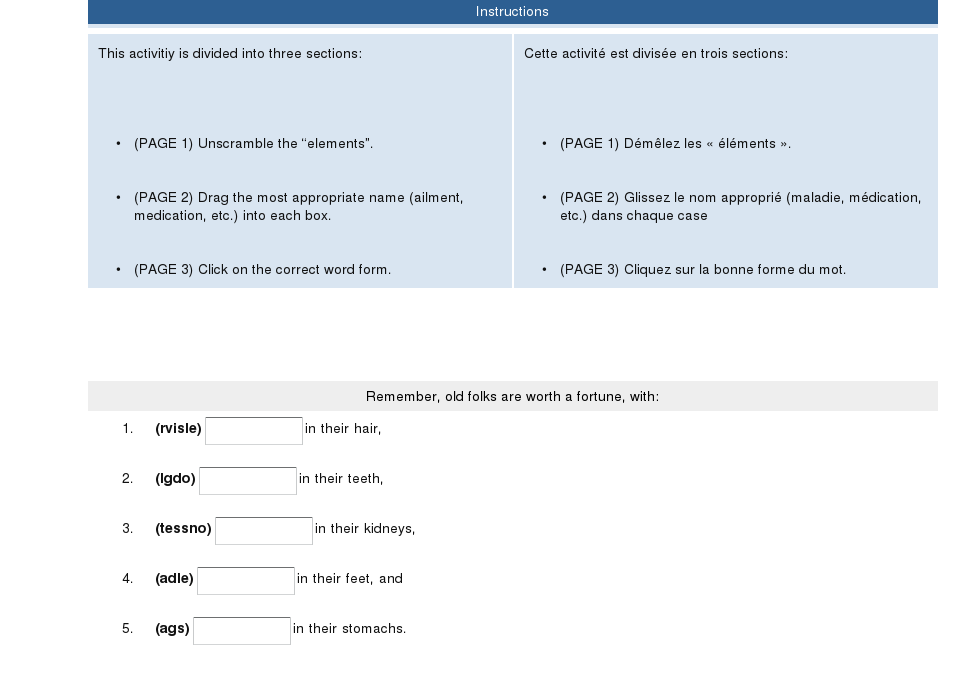 Instructions
This activitiy is divided into three sections:
• (PAGE 1) Unscramble the “elements”.
• (PAGE 2) Drag the most appropriate name (ailment,
medication, etc.) into each box.
• (PAGE 3) Click on the correct word form.
Cette activité est divisée en trois sections:
• (PAGE 1) Démêlez les « éléments ».
• (PAGE 2) Glissez le nom approprié (maladie, médication,
etc.) dans chaque case
• (PAGE 3) Cliquez sur la bonne forme du mot.
Remember, old folks are worth a fortune, with:
1. (rvisle) in their hair,
2. (lgdo) in their teeth,
3. (tessno) in their kidneys,
4. (adle) in their feet, and
5. (ags) in their stomachs.